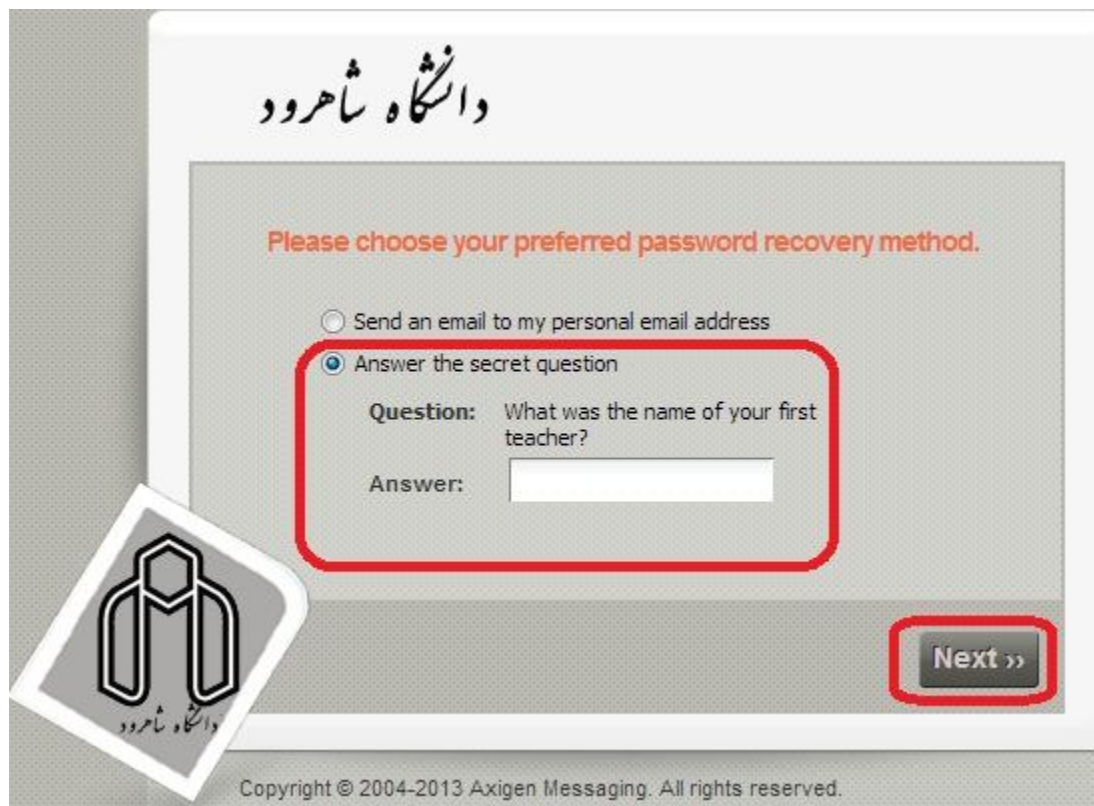 دانشگاه شاهرود
Please choose your preferred password recovery method.
Send an email to my personal email address
Answer the secret question
Question: What was the name of your first
teacher?
Answer:
Next ››
دانشگاه شاهرود
Copyright © 2004-2013 Axigen Messaging. All rights reserved.